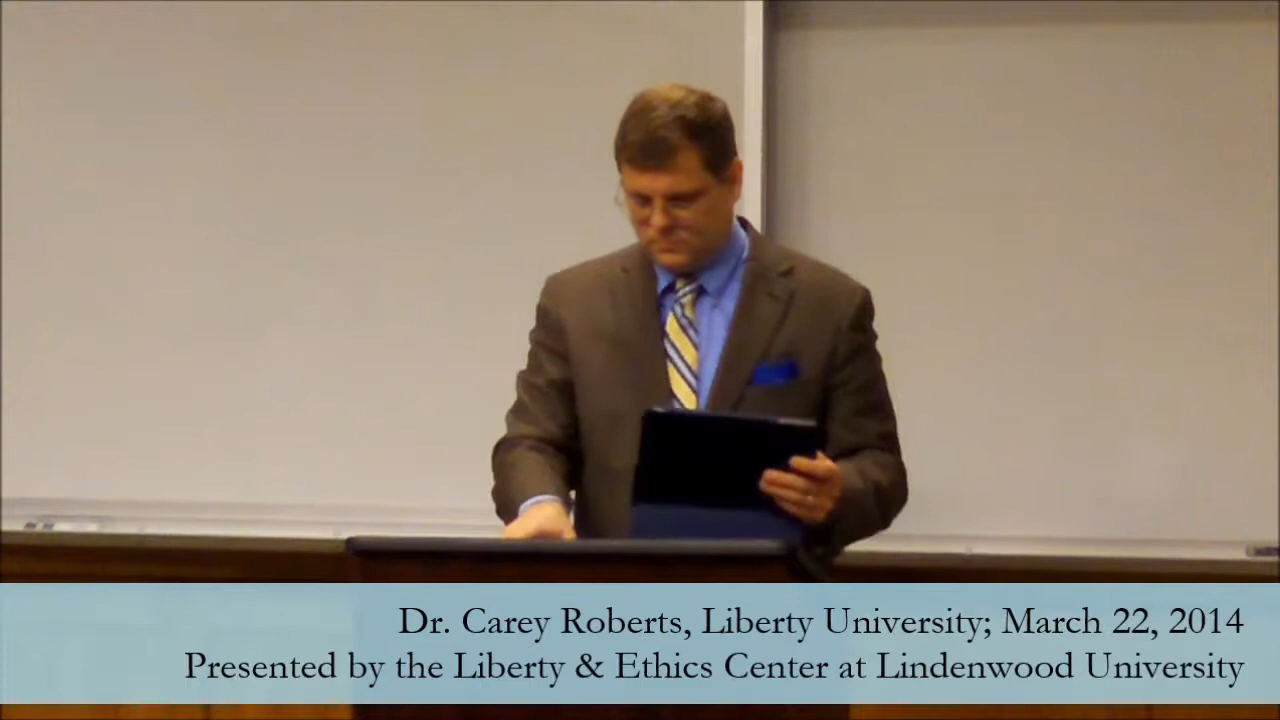 Dr. Carey Roberts, Liberty University; March 22, 2014
Presented by the Liberty & Ethics Center at Lindenwood University